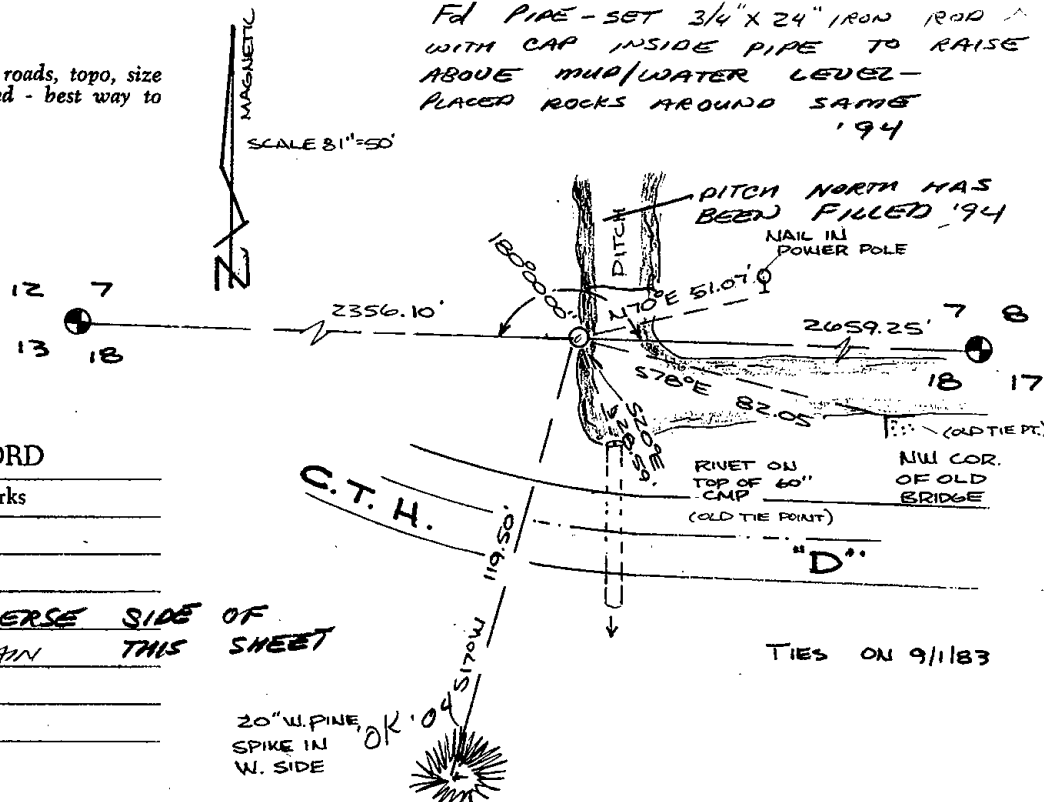 Fd PIPE - SET 3/4" X 24" IRON ROD
WITH CAP INSIDE PIPE TO RAISE
ABOVE MUD/WATER LEVEL -
PLACED ROCKS AROUND SAME
'94
roads, topo, size
d - best way to
MAGNETIC
N
SCALE 1"=50'
DITCH NORTH HAS
BEEN FILLED '94
DITCH
NAIL IN
POWER POLE
180°00'00"
N70°E 51.07'
12 7
13 18
2356.10'
2659.25'
7 8
18 17
S78°E 82.05
S20°E
(OLD TIE PT.)
NW COR.
OF OLD
BRIDGE
RIVET ON
TOP OF 60"
CMP
(OLD TIE POINT)
C.T.H.
"D"
119.50'
S17°W
ORD
rks
ERSE SIDE OF
THIS SHEET
TIES ON 9/1/83
20" W. PINE,
SPIKE IN
W. SIDE
OK '04